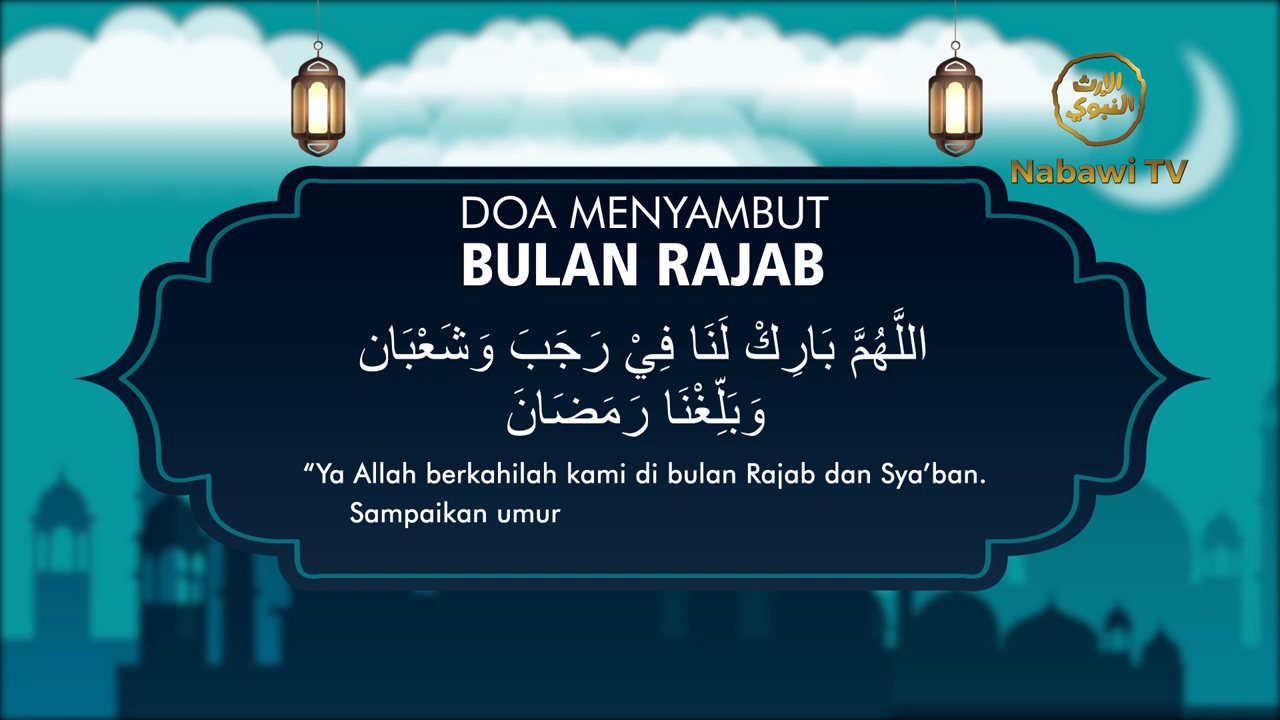 الإرث
النبوي
Nabawi TV
DOA MENYAMBUT
BULAN RAJAB
اللَّهُمَّ بَارِكْ لَنَا فِيْ رَجَبَ وَشَعْبَان
وَبَلِّغْنَا رَمَضَانَ
“Ya Allah berkahilah kami di bulan Rajab dan Sya’ban.
Sampaikan umur